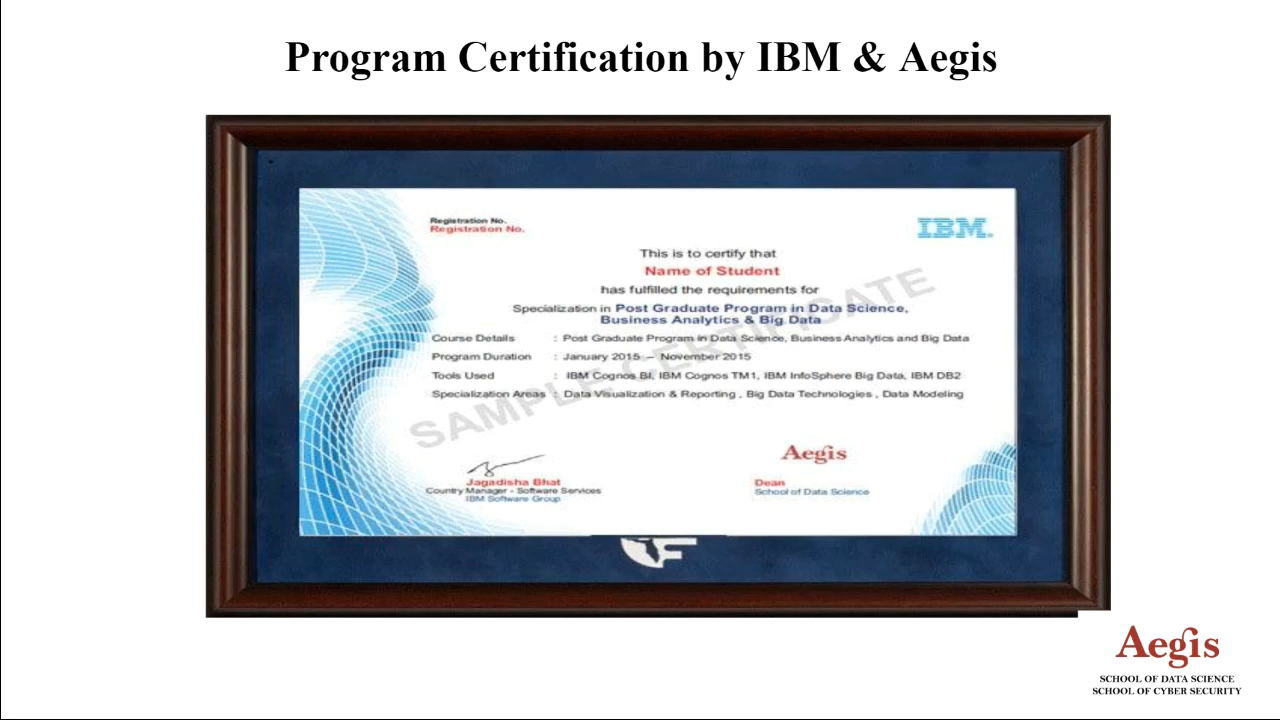 Program Certification by IBM & Aegis
Registration No.
Registration No.
IBM.
This is to certify that
Name of Student
has fulfilled the requirements for
Specialization in Post Graduate Program in Data Science,
Business Analytics & Big Data
Course Details : Post Graduate Program in Data Science, Business Analytics and Big Data
Program Duration : January 2015 – November 2015
Tools Used : IBM Cognos BI, IBM Cognos TM1, IBM InfoSphere Big Data, IBM DB2
Specialization Areas : Data Visualization & Reporting , Big Data Technologies , Data Modeling
SAMPLE CERTIFICATE
Aegis
Jagadisha Bhat
Country Manager - Software Services
IBM Software Group
Dean
School of Data Science
Aegis
SCHOOL OF DATA SCIENCE
SCHOOL OF CYBER SECURITY